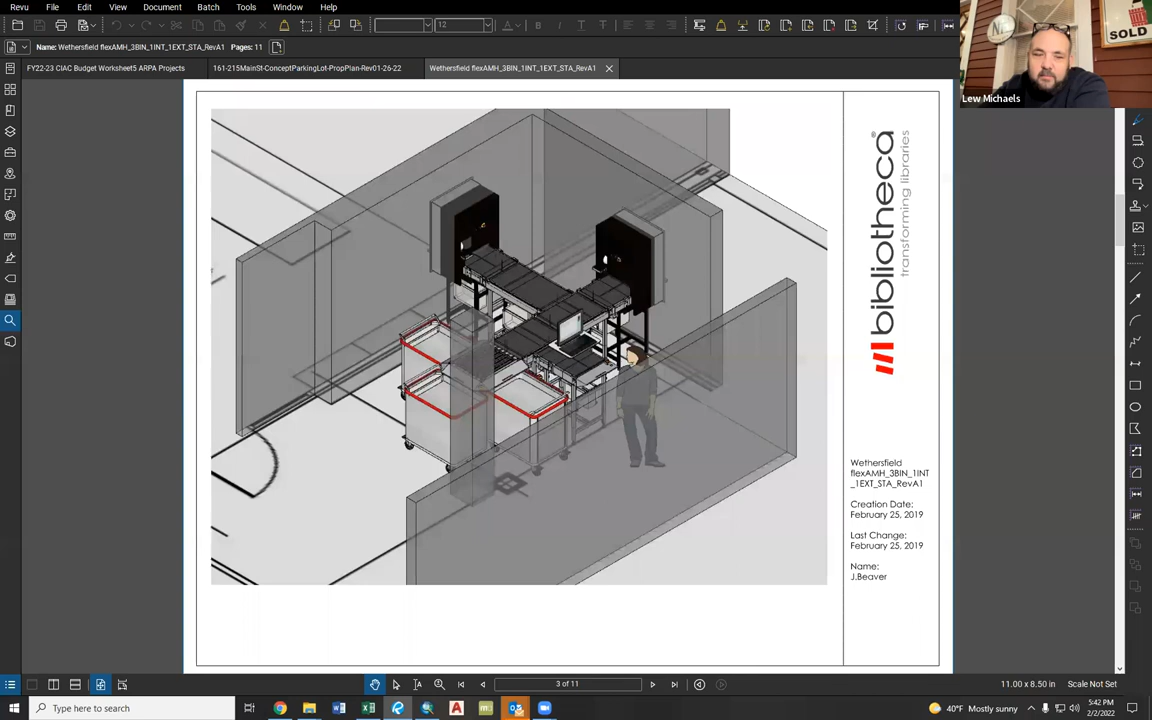 Revu File Edit View Document Batch Tools Window Help
12
Name: Wethersfield flexAMH_3BIN_1INT_1EXT_STA_RevA1 Pages: 11
FY22-23 CIAC Budget Worksheet5 ARPA Projects
161-215MainSt-ConceptParkingLot-PropPlan-Rev01-26-22
Wethersfield flexAMH_3BIN_1INT_1EXT_STA_RevA1
SOLD
Lew Michaels
bibliotheca®
transforming libraries
Wethersfield
flexAMH_3BIN_1INT
_1EXT_STA_RevA1
Creation Date:
February 25, 2019
Last Change:
February 25, 2019
Name:
J.Beaver
3 of 11
11.00 x 8.50 in
Scale Not Set
Type here to search
40°F Mostly sunny
5:42 PM
2/2/2022